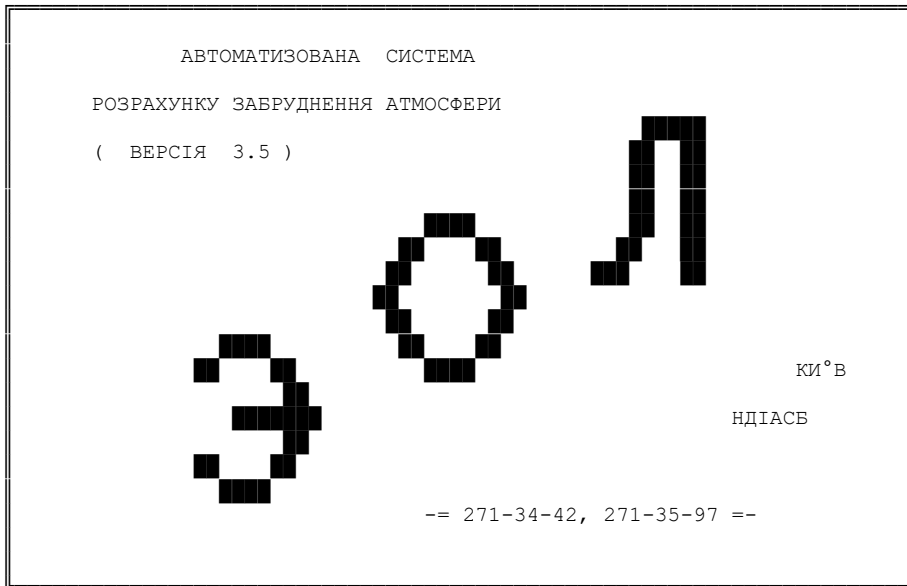 АВТОМАТИЗОВАНА СИСТЕМА
РОЗРАХУНКУ ЗАБРУДНЕННЯ АТМОСФЕРИ
( ВЕРСІЯ 3.5 )
ЭОЛ
КИ°В
НДІАСБ
-= 271-34-42, 271-35-97 =-